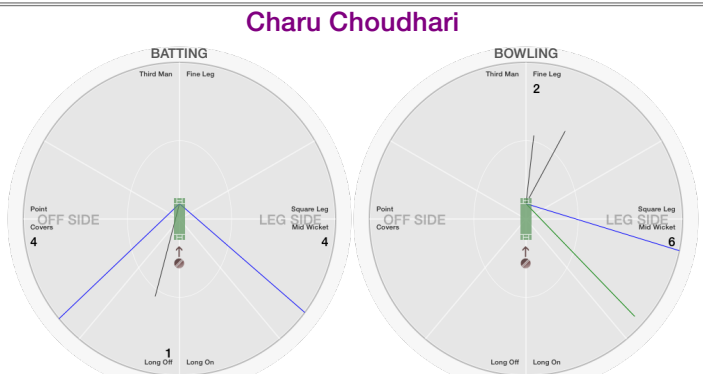 Charu Choudhari
BATTING
Third Man Fine Leg
Point
OFF SIDE
Covers
4
Square Leg
LEG SIDE
Mid Wicket
4
1
Long Off Long On
BOWLING
Third Man Fine Leg
2
Point
OFF SIDE
Covers
Square Leg
LEG SIDE
Mid Wicket
6
Long Off Long On